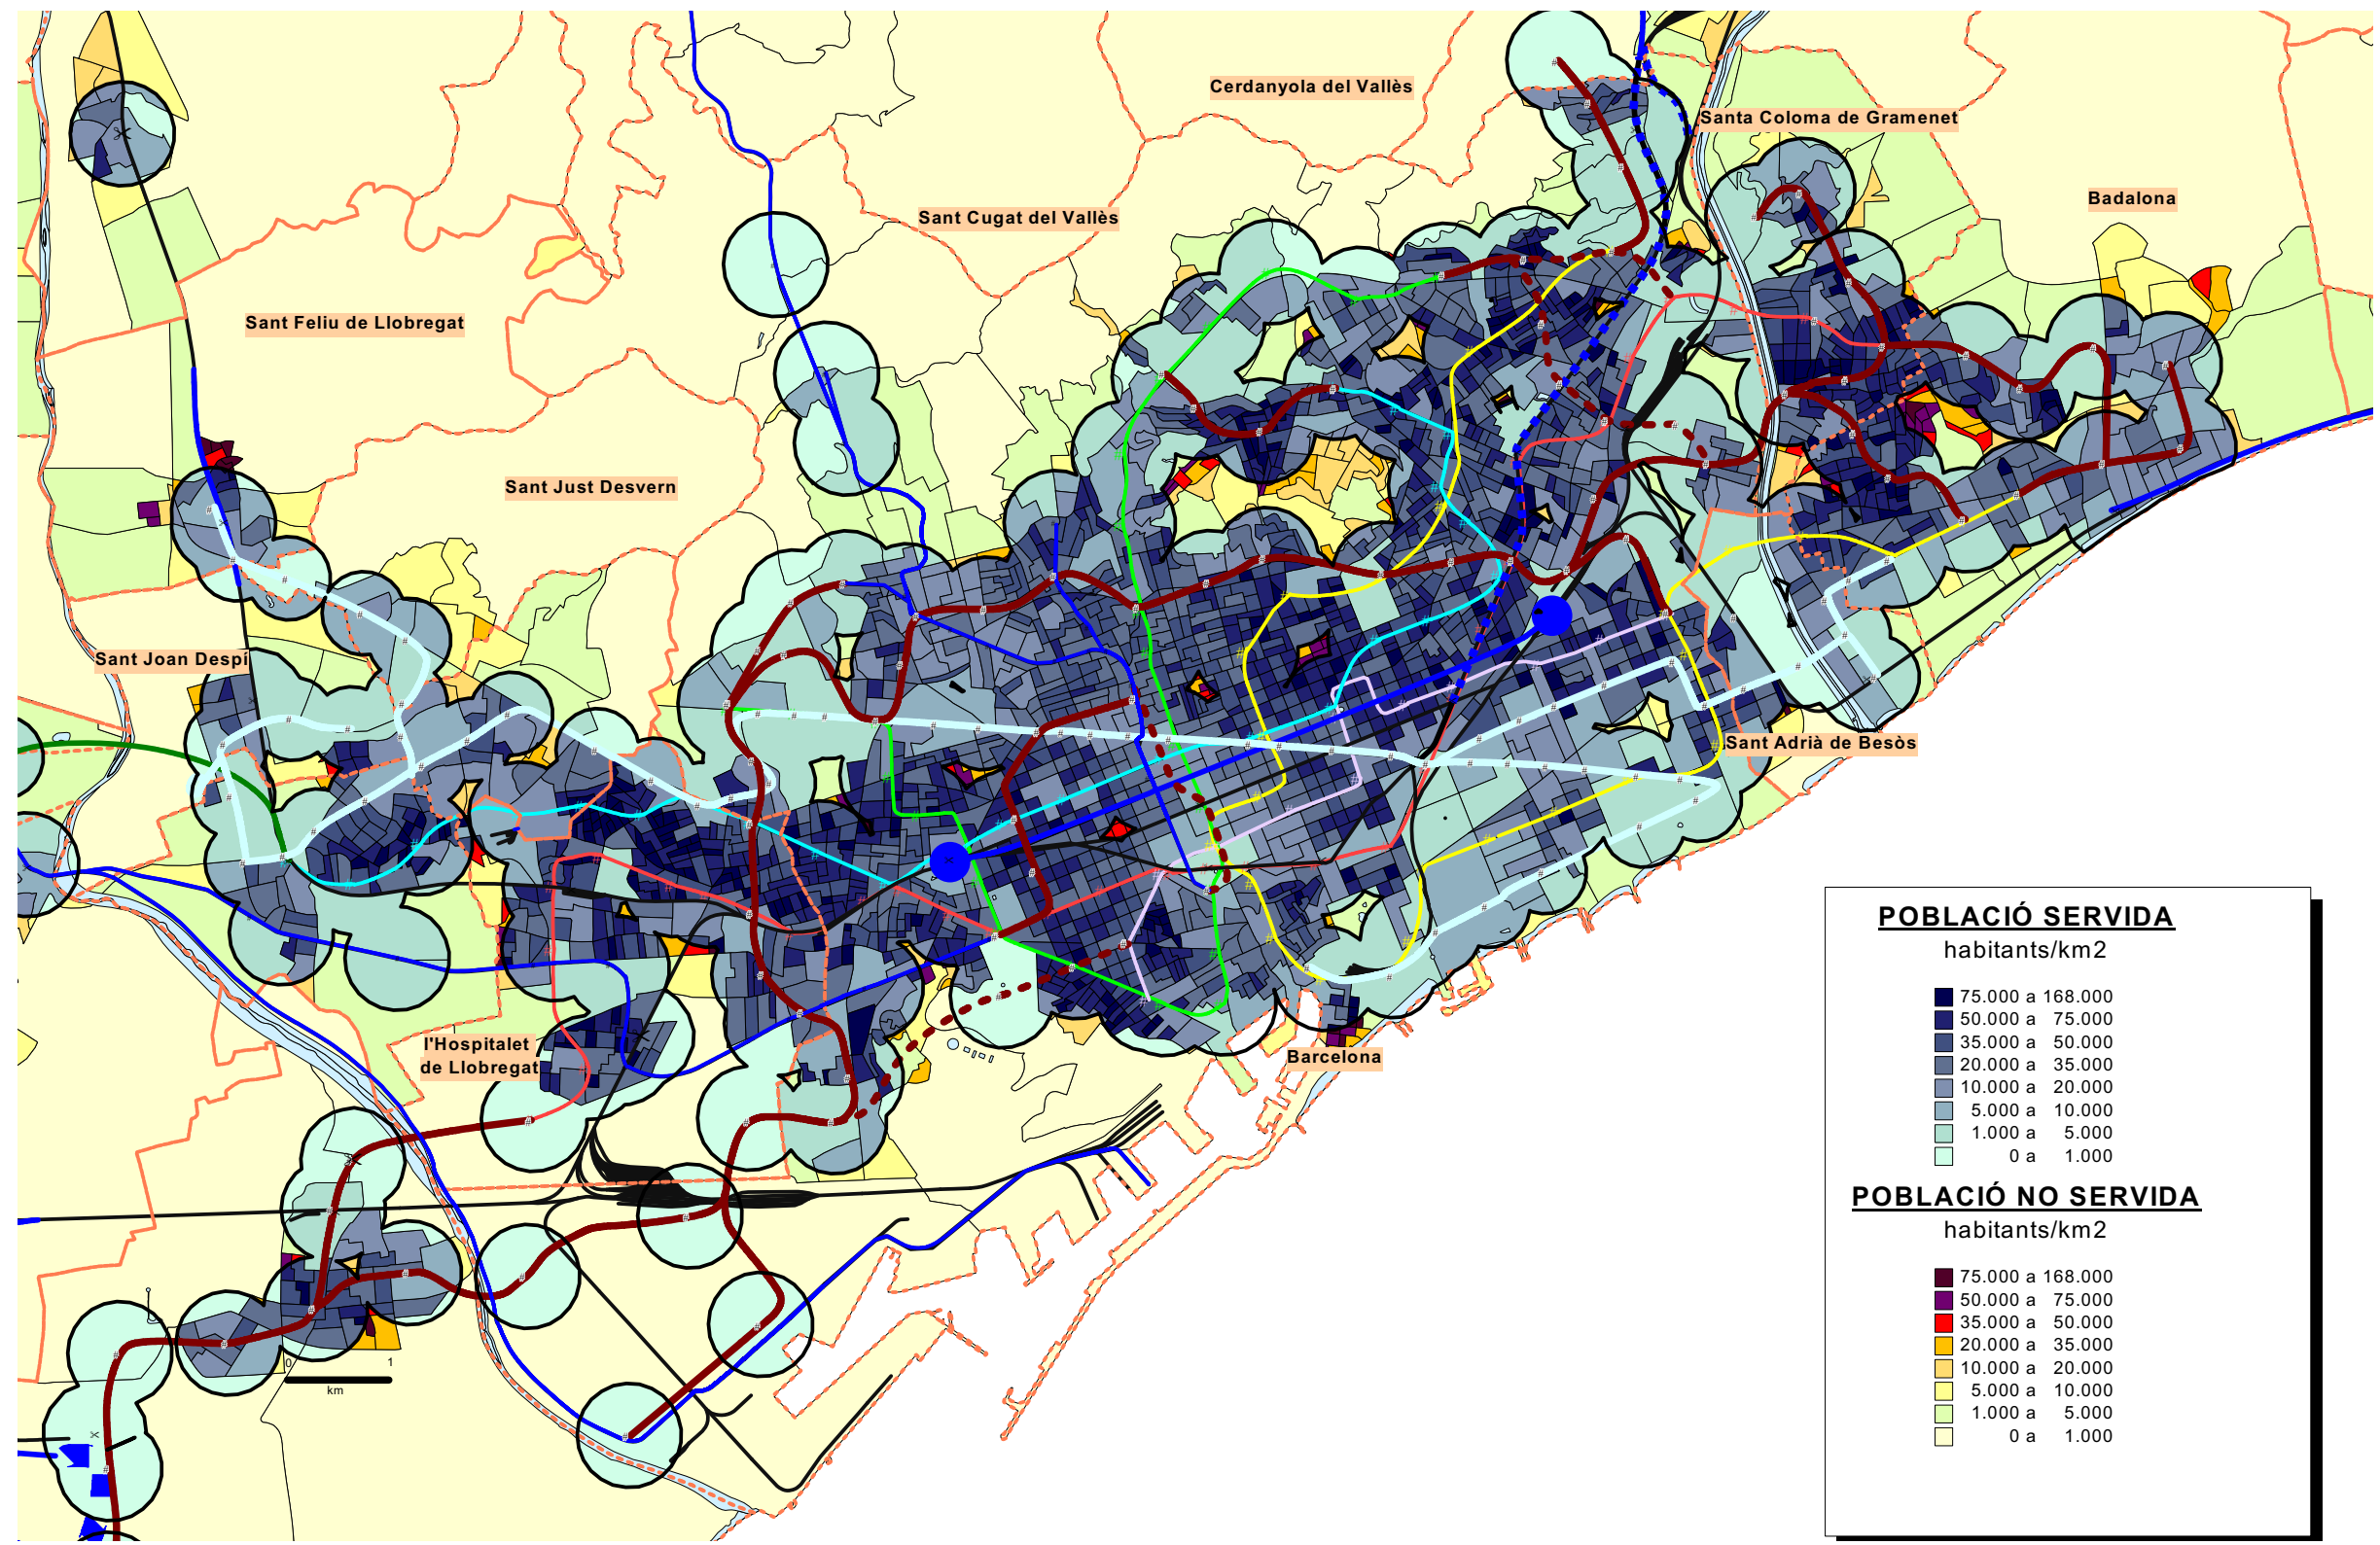 Cerdanyola del Vallès
Santa Coloma de Gramenet
Badalona
Sant Cugat del Vallès
Sant Feliu de Llobregat
Sant Just Desvern
Sant Joan Despí
Sant Adrià de Besòs
l'Hospitalet
de Llobregat
Barcelona
0 1
km
POBLACIÓ SERVIDA
habitants/km2
75.000 a 168.000
50.000 a 75.000
35.000 a 50.000
20.000 a 35.000
10.000 a 20.000
5.000 a 10.000
1.000 a 5.000
0 a 1.000
POBLACIÓ NO SERVIDA
habitants/km2
75.000 a 168.000
50.000 a 75.000
35.000 a 50.000
20.000 a 35.000
10.000 a 20.000
5.000 a 10.000
1.000 a 5.000
0 a 1.000